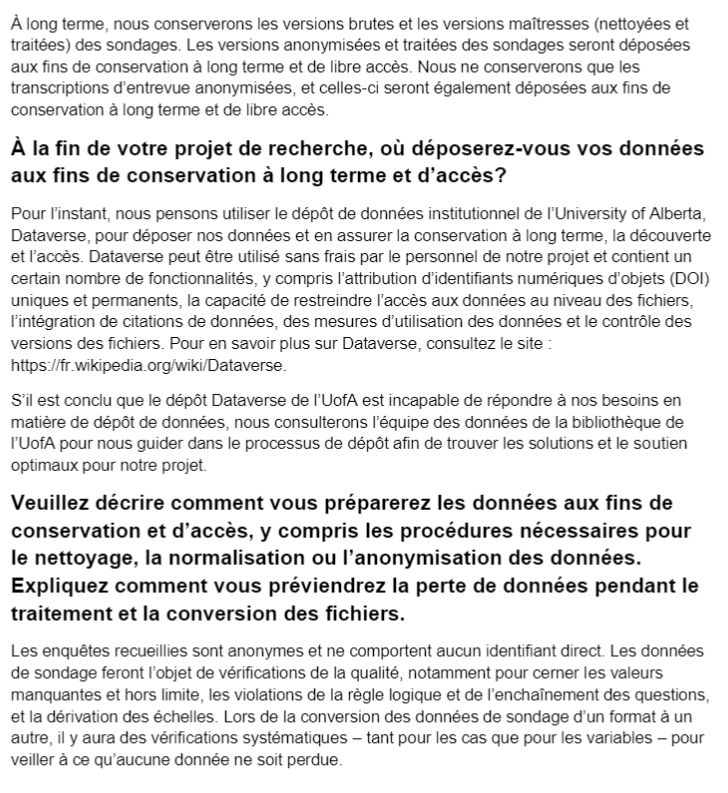 À long terme, nous conserverons les versions brutes et les versions maîtresses (nettoyées et
traitées) des sondages. Les versions anonymisées et traitées des sondages seront déposées
aux fins de conservation à long terme et de libre accès. Nous ne conserverons que les
transcriptions d’entrevue anonymisées, et celles-ci seront également déposées aux fins de
conservation à long terme et de libre accès.
À la fin de votre projet de recherche, où déposerez-vous vos données
aux fins de conservation à long terme et d’accès?
Pour l’instant, nous pensons utiliser le dépôt de données institutionnel de l’University of Alberta,
Dataverse, pour déposer nos données et en assurer la conservation à long terme, la découverte
et l’accès. Dataverse peut être utilisé sans frais par le personnel de notre projet et contient un
certain nombre de fonctionnalités, y compris l’attribution d’identifiants numériques d’objets (DOI)
uniques et permanents, la capacité de restreindre l’accès aux données au niveau des fichiers,
l’intégration de citations de données, des mesures d’utilisation des données et le contrôle des
versions des fichiers. Pour en savoir plus sur Dataverse, consultez le site :
https://fr.wikipedia.org/wiki/Dataverse.
S’il est conclu que le dépôt Dataverse de l’UofA est incapable de répondre à nos besoins en
matière de dépôt de données, nous consulterons l’équipe des données de la bibliothèque de
l’UofA pour nous guider dans le processus de dépôt afin de trouver les solutions et le soutien
optimaux pour notre projet.
Veuillez décrire comment vous préparerez les données aux fins de
conservation et d’accès, y compris les procédures nécessaires pour
le nettoyage, la normalisation ou l’anonymisation des données.
Expliquez comment vous préviendrez la perte de données pendant le
traitement et la conversion des fichiers.
Les enquêtes recueillies sont anonymes et ne comportent aucun identifiant direct. Les données
de sondage feront l’objet de vérifications de la qualité, notamment pour cerner les valeurs
manquantes et hors limite, les violations de la règle logique et de l’enchaînement des questions,
et la dérivation des échelles. Lors de la conversion des données de sondage d’un format à un
autre, il y aura des vérifications systématiques – tant pour les cas que pour les variables – pour
veiller à ce qu’aucune donnée ne soit perdue.